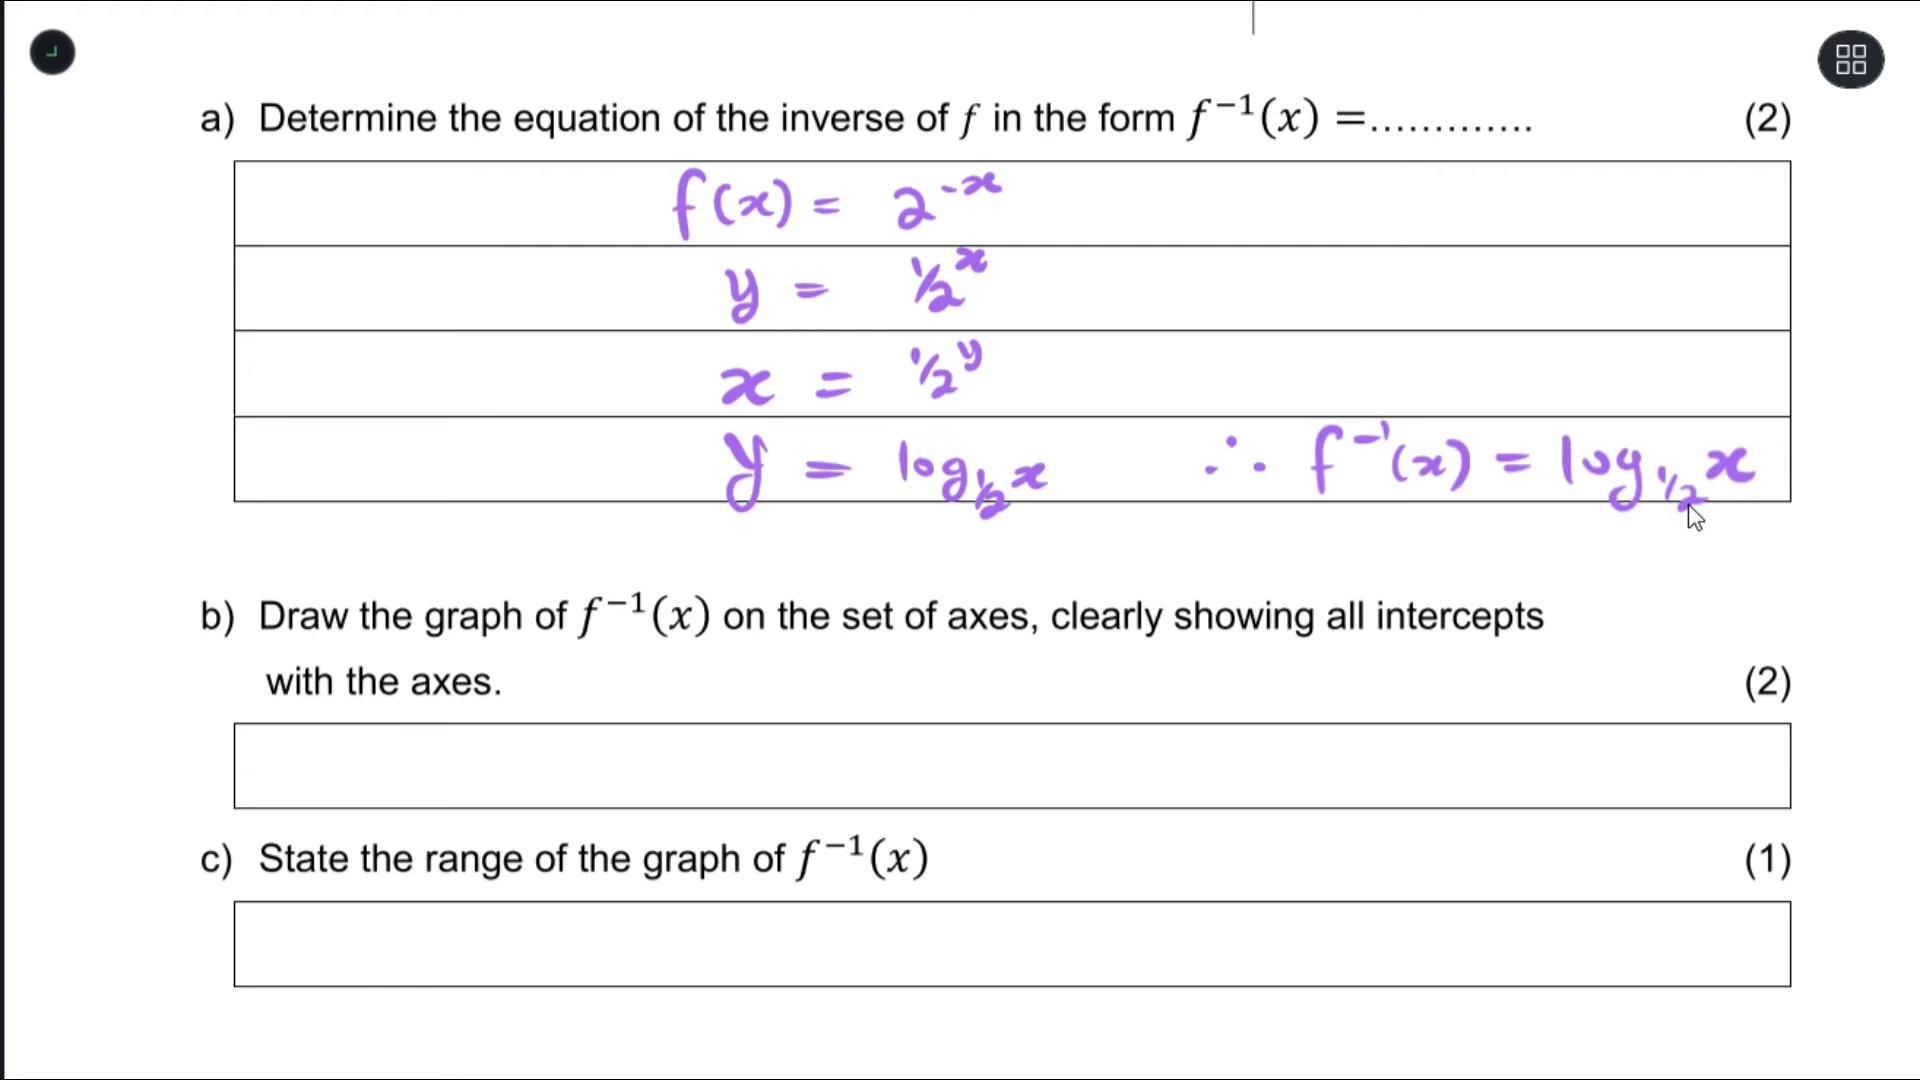 a) Determine the equation of the inverse of f in the form f⁻¹(x) =............. (2)
f(x) = 2⁻ˣ
y = ½ˣ
x = ½ʸ
y = log½ x ∴ f⁻¹(x) = log½ x
b) Draw the graph of f⁻¹(x) on the set of axes, clearly showing all intercepts
with the axes. (2)
c) State the range of the graph of f⁻¹(x) (1)